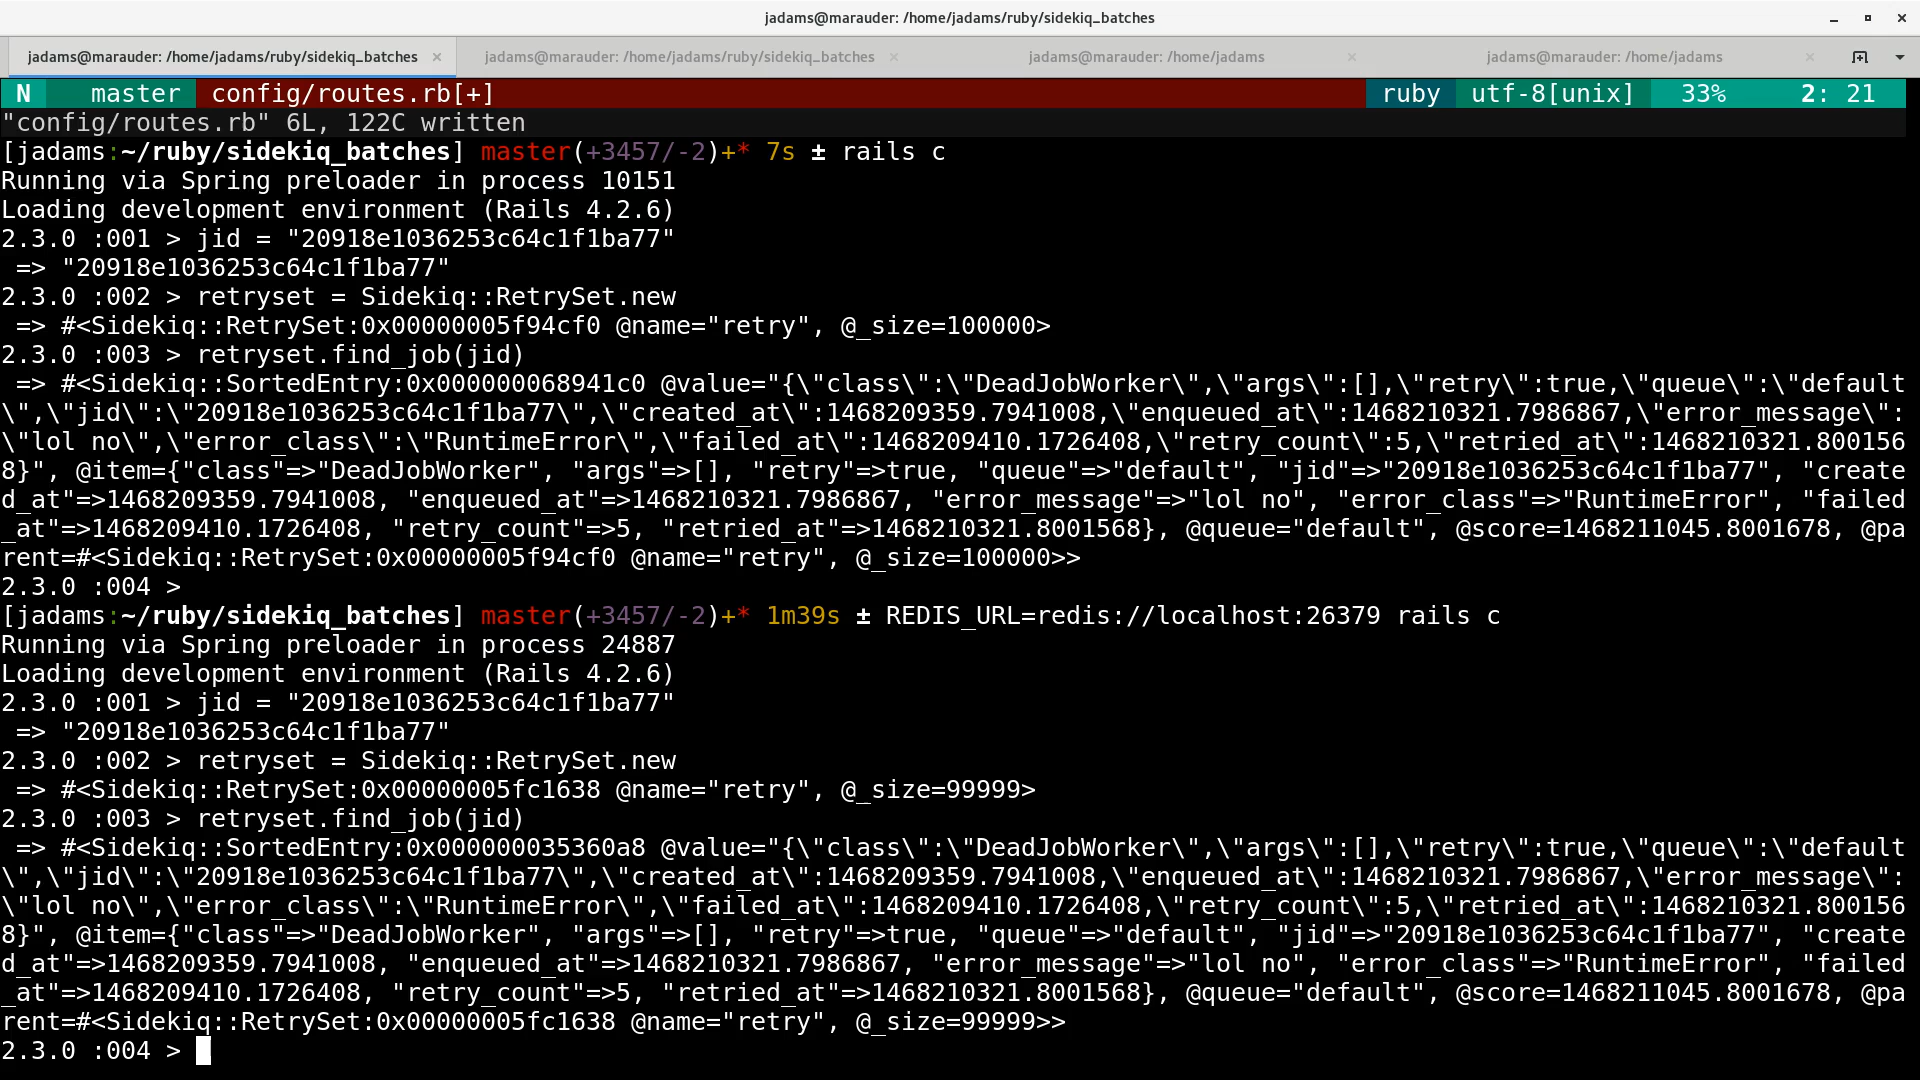 jadams@marauder: /home/jadams/ruby/sidekiq_batches
jadams@marauder: /home/jadams/ruby/sidekiq_batches × jadams@marauder: /home/jadams/ruby/sidekiq_batches × jadams@marauder: /home/jadams × jadams@marauder: /home/jadams ×
N master config/routes.rb[+] ruby utf-8[unix] 33% 2: 21
"config/routes.rb" 6L, 122C written
[jadams:~/ruby/sidekiq_batches] master(+3457/-2)+* 7s ± rails c
Running via Spring preloader in process 10151
Loading development environment (Rails 4.2.6)
2.3.0 :001 > jid = "20918e1036253c64c1f1ba77"
 => "20918e1036253c64c1f1ba77"
2.3.0 :002 > retryset = Sidekiq::RetrySet.new
 => #<Sidekiq::RetrySet:0x00000005f94cf0 @name="retry", @_size=100000>
2.3.0 :003 > retryset.find_job(jid)
 => #<Sidekiq::SortedEntry:0x000000068941c0 @value="{\"class\":\"DeadJobWorker\",\"args\":[],\"retry\":true,\"queue\":\"default
\",\"jid\":\"20918e1036253c64c1f1ba77\",\"created_at\":1468209359.7941008,\"enqueued_at\":1468210321.7986867,\"error_message\":
\"lol no\",\"error_class\":\"RuntimeError\",\"failed_at\":1468209410.1726408,\"retry_count\":5,\"retried_at\":1468210321.800156
8}", @item={"class"=>"DeadJobWorker", "args"=>[], "retry"=>true, "queue"=>"default", "jid"=>"20918e1036253c64c1f1ba77", "create
d_at"=>1468209359.7941008, "enqueued_at"=>1468210321.7986867, "error_message"=>"lol no", "error_class"=>"RuntimeError", "failed
_at"=>1468209410.1726408, "retry_count"=>5, "retried_at"=>1468210321.8001568}, @queue="default", @score=1468211045.8001678, @pa
rent=#<Sidekiq::RetrySet:0x00000005f94cf0 @name="retry", @_size=100000>>
2.3.0 :004 >
[jadams:~/ruby/sidekiq_batches] master(+3457/-2)+* 1m39s ± REDIS_URL=redis://localhost:26379 rails c
Running via Spring preloader in process 24887
Loading development environment (Rails 4.2.6)
2.3.0 :001 > jid = "20918e1036253c64c1f1ba77"
 => "20918e1036253c64c1f1ba77"
2.3.0 :002 > retryset = Sidekiq::RetrySet.new
 => #<Sidekiq::RetrySet:0x00000005fc1638 @name="retry", @_size=99999>
2.3.0 :003 > retryset.find_job(jid)
 => #<Sidekiq::SortedEntry:0x000000035360a8 @value="{\"class\":\"DeadJobWorker\",\"args\":[],\"retry\":true,\"queue\":\"default
\",\"jid\":\"20918e1036253c64c1f1ba77\",\"created_at\":1468209359.7941008,\"enqueued_at\":1468210321.7986867,\"error_message\":
\"lol no\",\"error_class\":\"RuntimeError\",\"failed_at\":1468209410.1726408,\"retry_count\":5,\"retried_at\":1468210321.800156
8}", @item={"class"=>"DeadJobWorker", "args"=>[], "retry"=>true, "queue"=>"default", "jid"=>"20918e1036253c64c1f1ba77", "create
d_at"=>1468209359.7941008, "enqueued_at"=>1468210321.7986867, "error_message"=>"lol no", "error_class"=>"RuntimeError", "failed
_at"=>1468209410.1726408, "retry_count"=>5, "retried_at"=>1468210321.8001568}, @queue="default", @score=1468211045.8001678, @pa
rent=#<Sidekiq::RetrySet:0x00000005fc1638 @name="retry", @_size=99999>>
2.3.0 :004 >